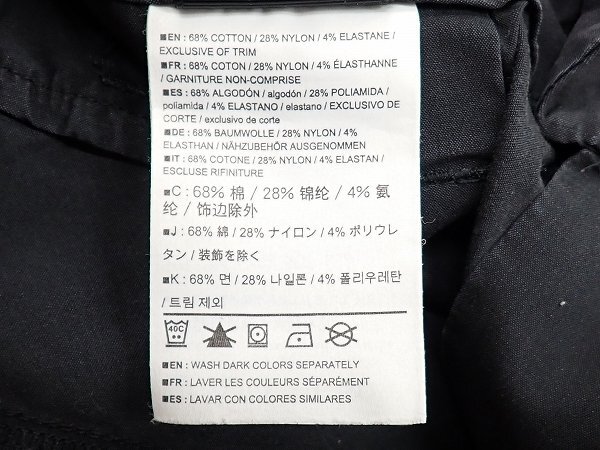 ■EN : 68% COTTON / 28% NYLON / 4% ELASTANE /
EXCLUSIVE OF TRIM
■FR : 68% COTON / 28% NYLON / 4% ÉLASTHANNE
/ GARNITURE NON-COMPRISE
■ES : 68% ALGODÓN / algodón / 28% POLIAMIDA /
poliamida / 4% ELASTANO / elastano / EXCLUSIVO DE
CORTE / exclusivo de corte
■DE : 68% BAUMWOLLE / 28% NYLON / 4%
ELASTHAN / NÄHZUBEHÖR AUSGENOMMEN
■IT : 68% COTONE / 28% NYLON / 4% ELASTAN /
ESCLUSE RIFINITURE
■C : 68% 棉 / 28% 锦纶 / 4% 氨
纶 / 饰边除外
■J : 68% 綿 / 28% ナイロン / 4% ポリウレ
タン / 装飾を除く
■K : 68% 면 / 28% 나일론 / 4% 폴리우레탄
/ 트림 제외
40C
■EN : WASH DARK COLORS SEPARATELY
■FR : LAVER LES COULEURS SÉPARÉMENT
■ES : LAVAR CON COLORES SIMILARES